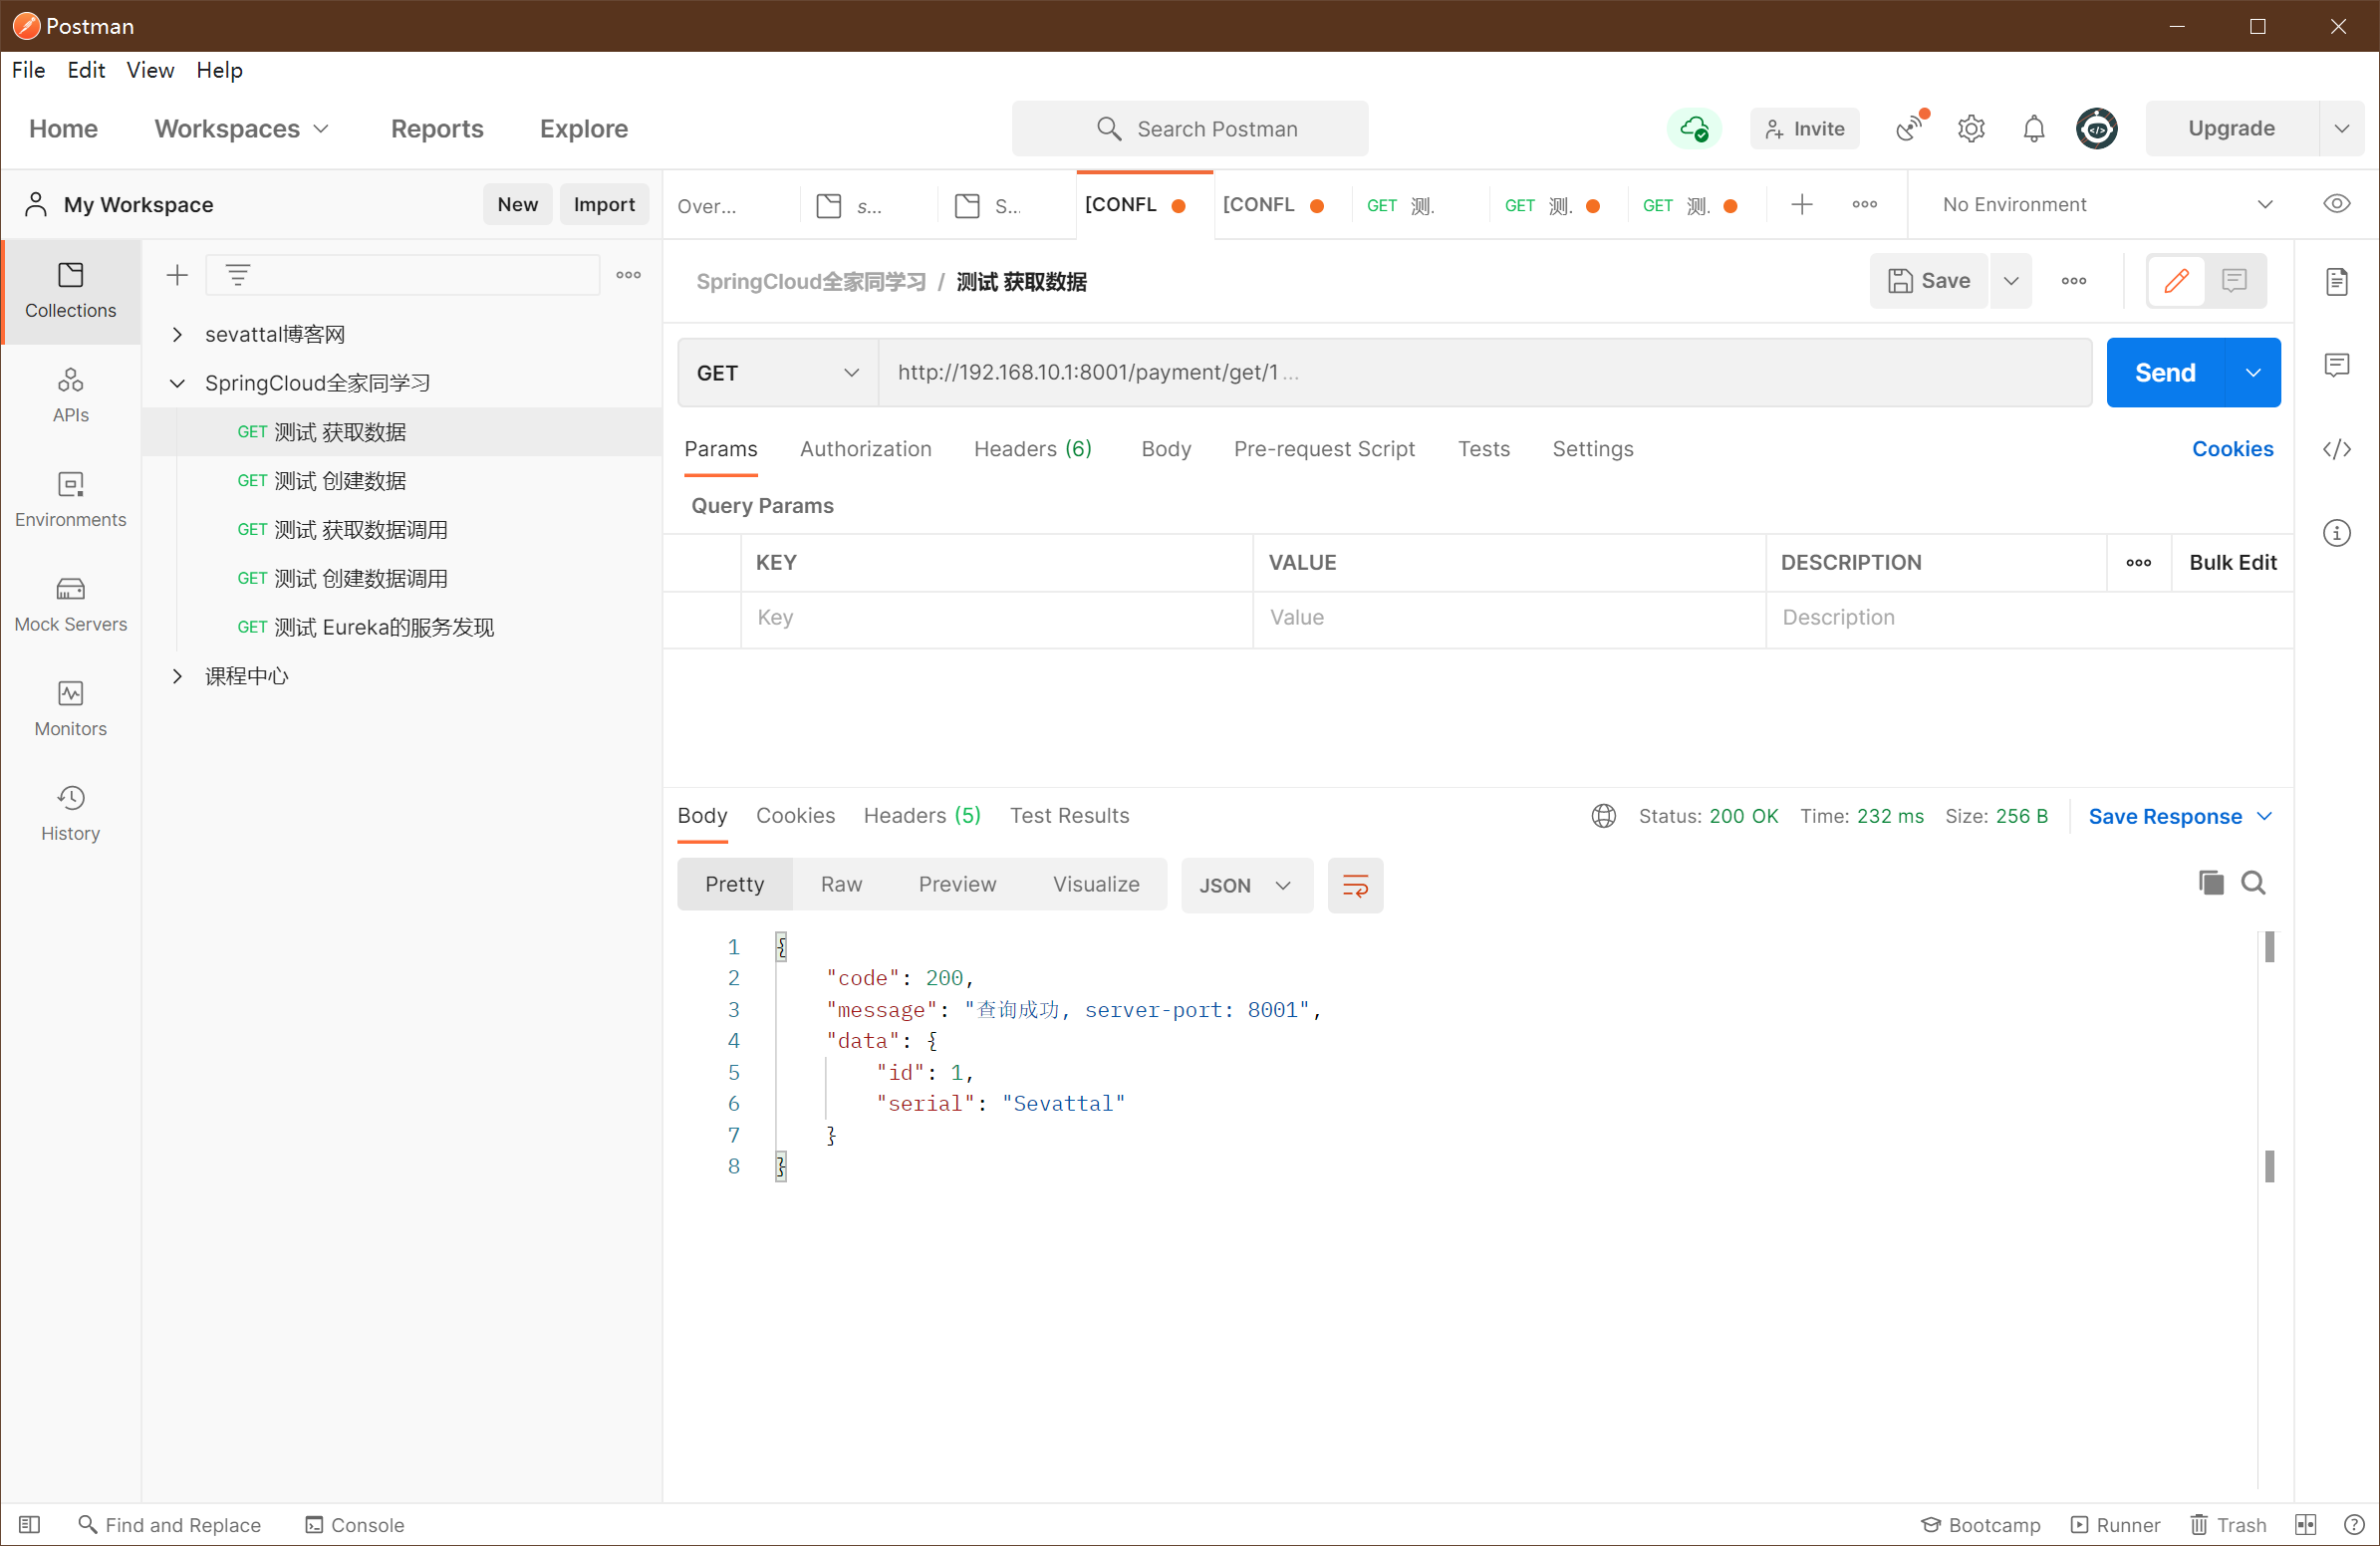 Postman
File Edit View Help
Home Workspaces Reports Explore
Search Postman
Invite
Upgrade
My Workspace
New Import
Over...
s...
S...
[CONFL
[CONFL
GET 测.
GET 测.
GET 测.
No Environment
Collections
APIs
Environments
Mock Servers
Monitors
History
sevattal博客网
SpringCloud全家同学习
GET 测试 获取数据
GET 测试 创建数据
GET 测试 获取数据调用
GET 测试 创建数据调用
GET 测试 Eureka的服务发现
课程中心
SpringCloud全家同学习 / 测试 获取数据
Save
GET http://192.168.10.1:8001/payment/get/1 ...
Send
Params Authorization Headers (6) Body Pre-request Script Tests Settings
Cookies
Query Params
KEY VALUE DESCRIPTION Bulk Edit
Key Value Description
Body Cookies Headers (5) Test Results
Status: 200 OK Time: 232 ms Size: 256 B
Save Response
Pretty Raw Preview Visualize JSON
1 {
2 "code": 200,
3 "message": "查询成功, server-port: 8001",
4 "data": {
5 "id": 1,
6 "serial": "Sevattal"
7 }
8 }
Find and Replace Console
Bootcamp Runner Trash